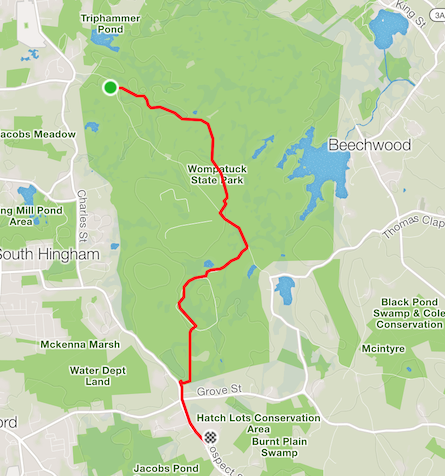 Triphammer
Pond
King St
3A
acobs Meadow
Beechwood
Wompatuck
State Park
ng Mill Pond
Area
Charles St
Thomas Clap
South Hingham
Black Pond
Swamp & Cole
Conservation
Mckenna Marsh
Mcintyre
Water Dept
Land
Grove St
ord
Hatch Lots Conservation
Area
Burnt Plain
Swamp
ospect S
Jacobs Pond